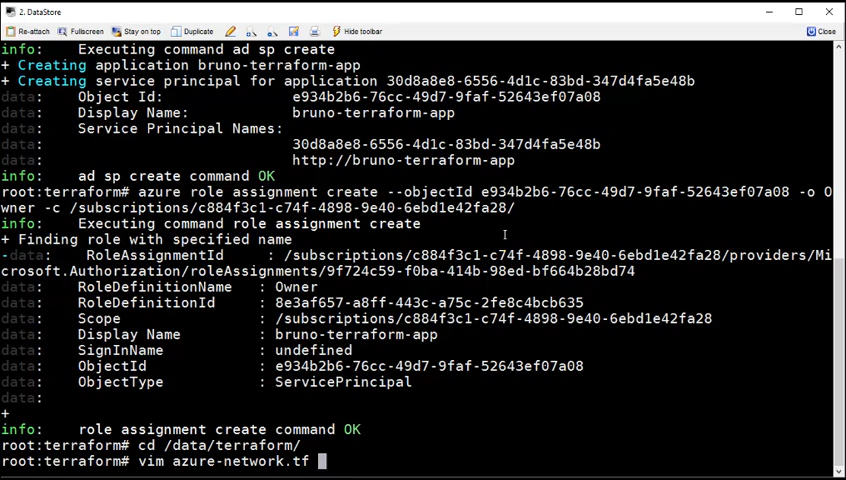 2. DataStore
Re-attach Fullscreen Stay on top Duplicate Hide toolbar Close
info: Executing command ad sp create
+ Creating application bruno-terraform-app
+ Creating service principal for application 30d8a8e8-6556-4d1c-83bd-347d4fa5e48b
data: Object Id: e934b2b6-76cc-49d7-9faf-52643ef07a08
data: Display Name: bruno-terraform-app
data: Service Principal Names:
data: 30d8a8e8-6556-4d1c-83bd-347d4fa5e48b
data: http://bruno-terraform-app
info: ad sp create command OK
root:terraform# azure role assignment create --objectId e934b2b6-76cc-49d7-9faf-52643ef07a08 -o O
wner -c /subscriptions/c884f3c1-c74f-4898-9e40-6ebd1e42fa28/
info: Executing command role assignment create
+ Finding role with specified name
-data: RoleAssignmentId : /subscriptions/c884f3c1-c74f-4898-9e40-6ebd1e42fa28/providers/Mi
crosoft.Authorization/roleAssignments/9f724c59-f0ba-414b-98ed-bf664b28bd74
data: RoleDefinitionName : Owner
data: RoleDefinitionId : 8e3af657-a8ff-443c-a75c-2fe8c4bcb635
data: Scope : /subscriptions/c884f3c1-c74f-4898-9e40-6ebd1e42fa28
data: Display Name : bruno-terraform-app
data: SignInName : undefined
data: ObjectId : e934b2b6-76cc-49d7-9faf-52643ef07a08
data: ObjectType : ServicePrincipal
data:
+
info: role assignment create command OK
root:terraform# cd /data/terraform/
root:terraform# vim azure-network.tf